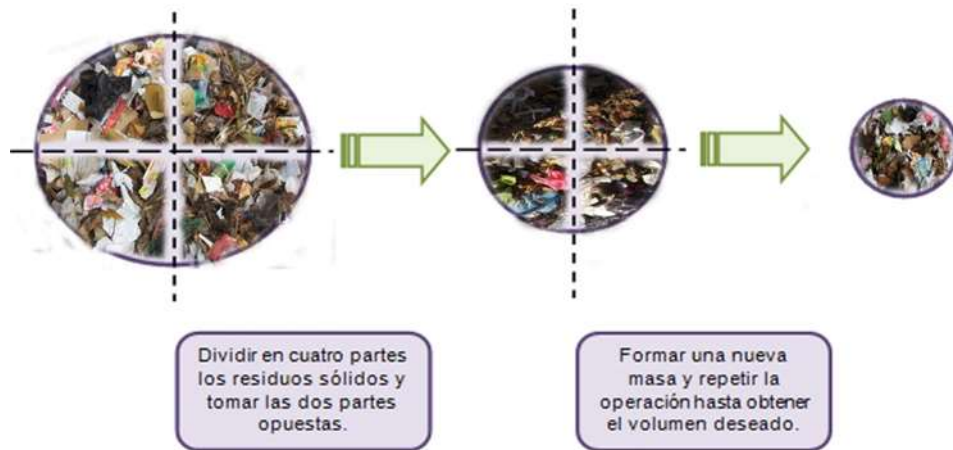 Dividir en cuatro partes
los residuos sólidos y
tomar las dos partes
opuestas.
Formar una nueva
masa y repetir la
operación hasta obtener
el volumen deseado.